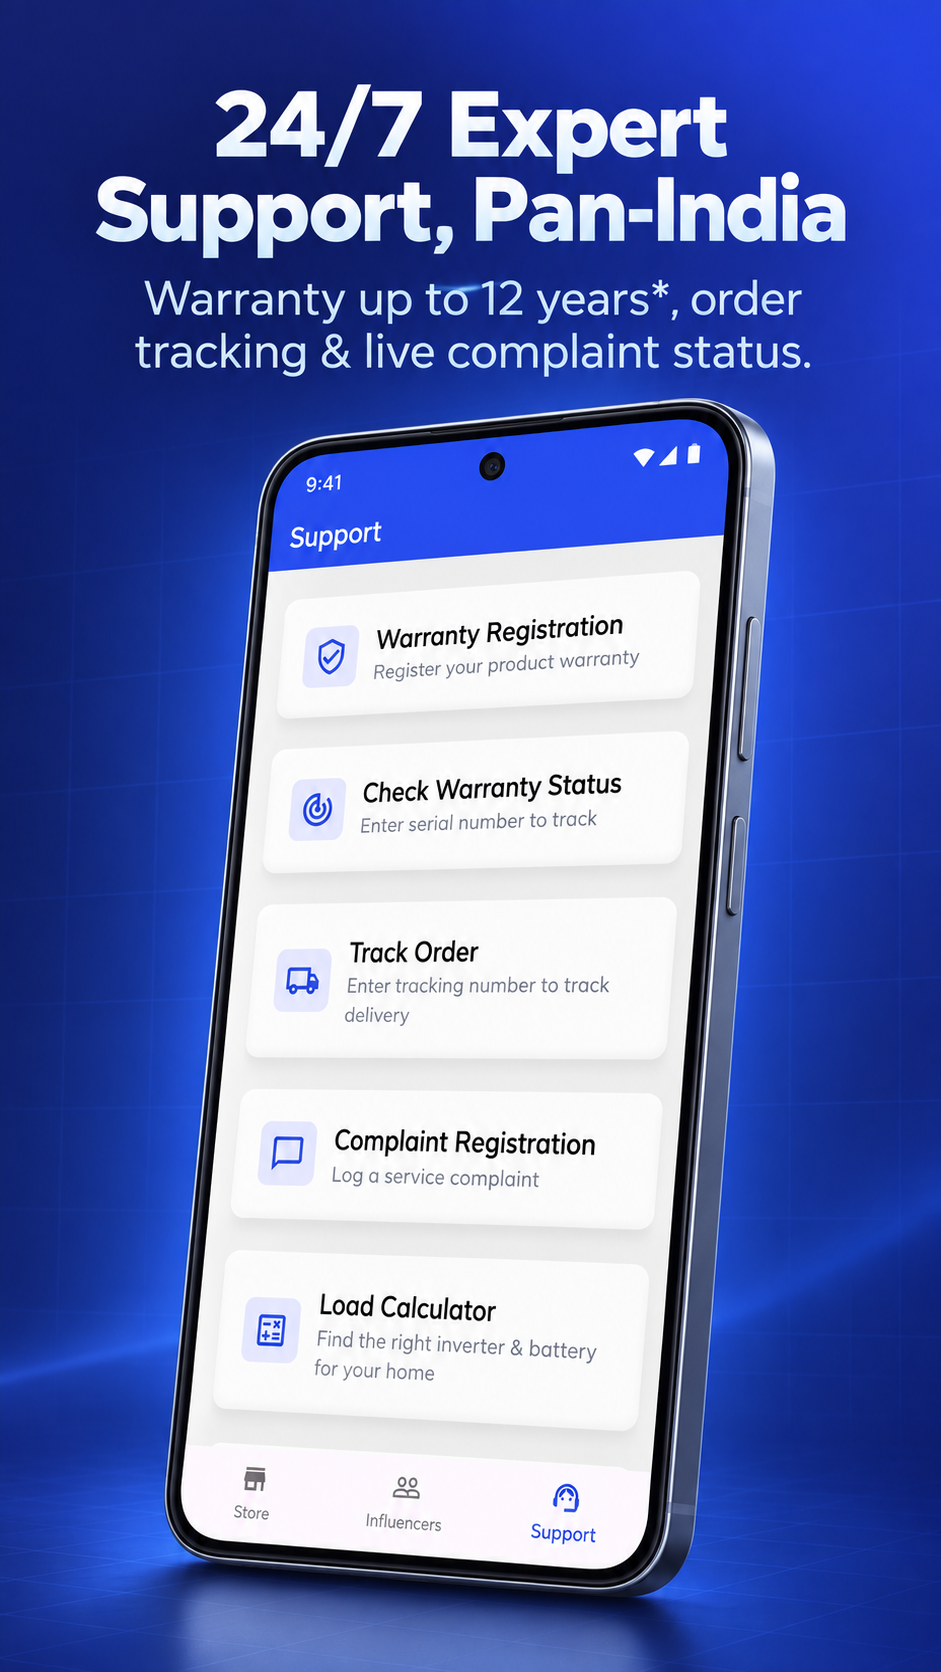 24/7 Expert
Support, Pan-India
Warranty up to 12 years*, order
tracking & live complaint status.
9:41
Support
Warranty Registration
Register your product warranty
Check Warranty Status
Enter serial number to track
Track Order
Enter tracking number to track
delivery
Complaint Registration
Log a service complaint
Load Calculator
Find the right inverter & battery
for your home
Store
Influencers
Support